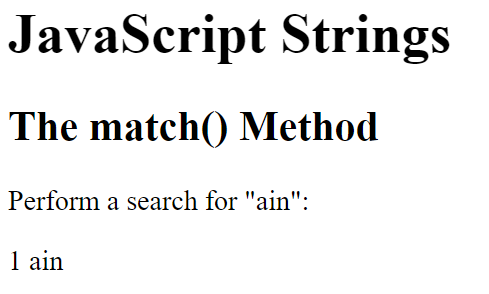 JavaScript Strings
The match() Method
Perform a search for "ain":
1 ain